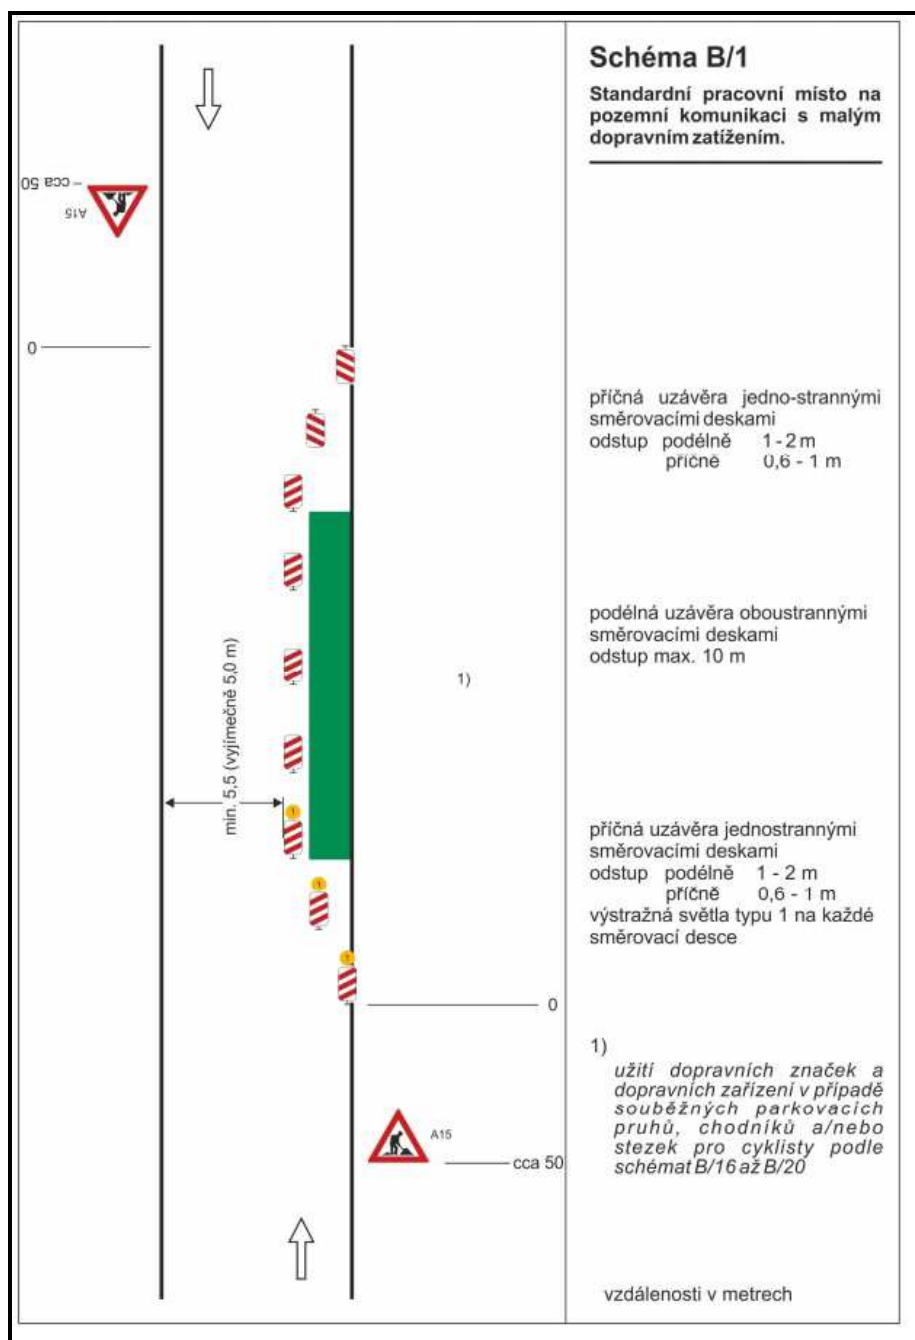 Schéma B/1
Standardní pracovní místo na
pozemní komunikaci s malým
dopravním zatížením.
cca 50
A15
0
příčná uzávěra jedno-strannými
směrovacími deskami
odstup podélně 1 - 2 m
příčně 0,6 - 1 m
podélná uzávěra oboustrannými
směrovacími deskami
odstup max. 10 m
1)
min. 5,5 (vyjímečně 5,0 m)
1
1
1
příčná uzávěra jednostrannými
směrovacími deskami
odstup podélně 1 - 2 m
příčně 0,6 - 1 m
výstražná světla typu 1 na každé
směrovací desce
0
A15
cca 50
1)
užití dopravních značek a
dopravních zařízení v případě
souběžných parkovacích
pruhů, chodníků a/nebo
stezek pro cyklisty podle
schémat B/16 až B/20
vzdálenosti v metrech